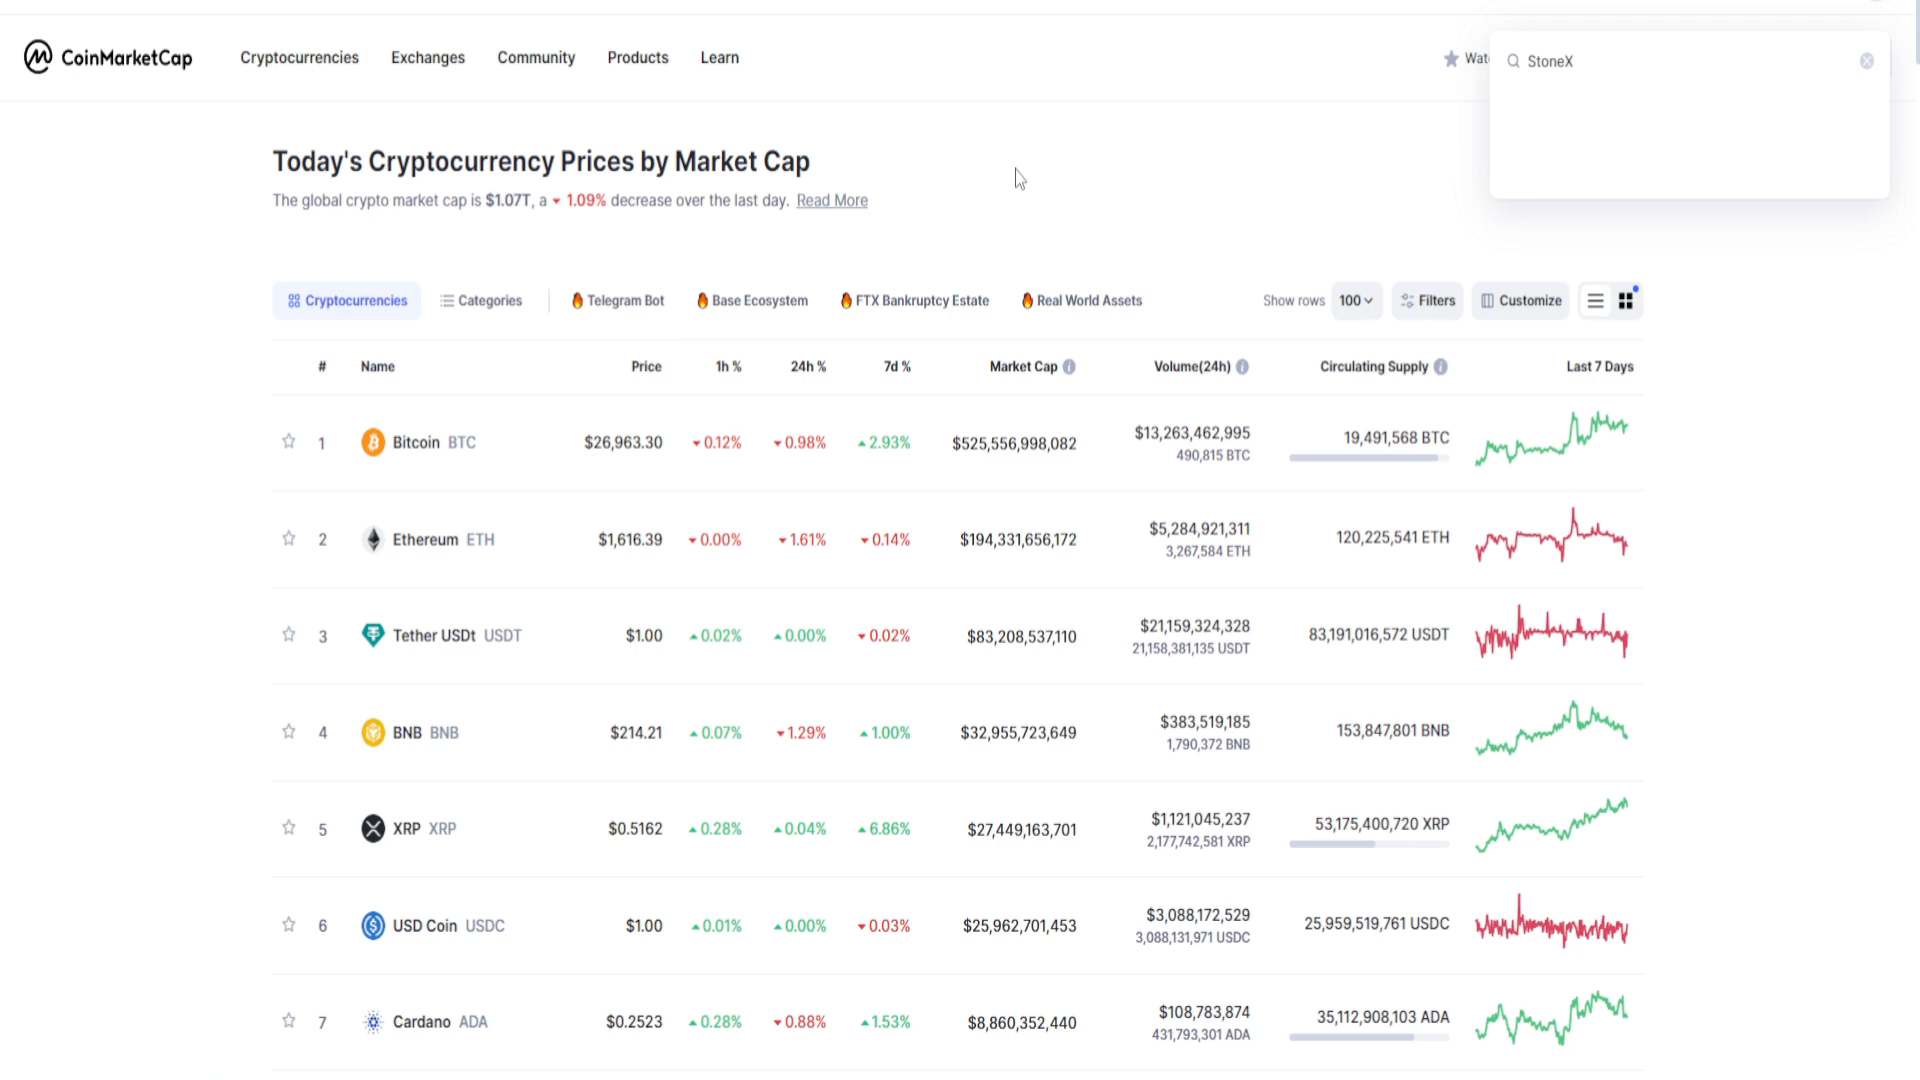 CoinMarketCap Cryptocurrencies Exchanges Community Products Learn
StoneX
Today's Cryptocurrency Prices by Market Cap
The global crypto market cap is $1.07T, a 1.09% decrease over the last day. Read More
Cryptocurrencies Categories Telegram Bot Base Ecosystem FTX Bankruptcy Estate Real World Assets Show rows 100 Filters Customize
# Name Price 1h % 24h % 7d % Market Cap Volume(24h) Circulating Supply Last 7 Days
1 Bitcoin BTC $26,963.30 0.12% 0.98% 2.93% $525,556,998,082 $13,263,462,995 19,491,568 BTC
490,815 BTC
2 Ethereum ETH $1,616.39 0.00% 1.61% 0.14% $194,331,656,172 $5,284,921,311 120,225,541 ETH
3,267,584 ETH
3 Tether USDt USDT $1.00 0.02% 0.00% 0.02% $83,208,537,110 $21,159,324,328 83,191,016,572 USDT
21,158,381,135 USDT
4 BNB BNB $214.21 0.07% 1.29% 1.00% $32,955,723,649 $383,519,185 153,847,801 BNB
1,790,372 BNB
5 XRP XRP $0.5162 0.28% 0.04% 6.86% $27,449,163,701 $1,121,045,237 53,175,400,720 XRP
2,177,742,581 XRP
6 USD Coin USDC $1.00 0.01% 0.00% 0.03% $25,962,701,453 $3,088,172,529 25,959,519,761 USDC
3,088,131,971 USDC
7 Cardano ADA $0.2523 0.28% 0.88% 1.53% $8,860,352,440 $108,783,874 35,112,908,103 ADA
431,793,301 ADA